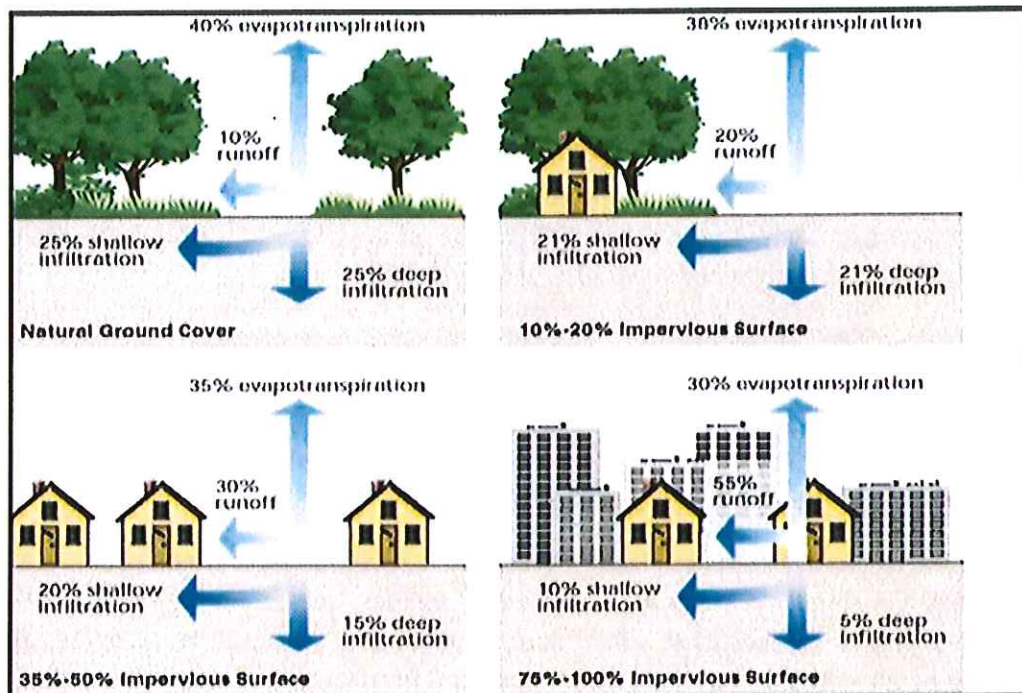 40% evapotranspiration
10%
runoff
25% shallow
infiltration
25% deep
infiltration
Natural Ground Cover
38% evapotranspiration
20%
runoff
21% shallow
infiltration
21% deep
infiltration
10%-20% Impervious Surface
35% evapotranspiration
30%
runoff
20% shallow
infiltration
15% deep
infiltration
35%-50% Impervious Surface
30% evapotranspiration
55%
runoff
10% shallow
infiltration
5% deep
infiltration
75%-100% Impervious Surface